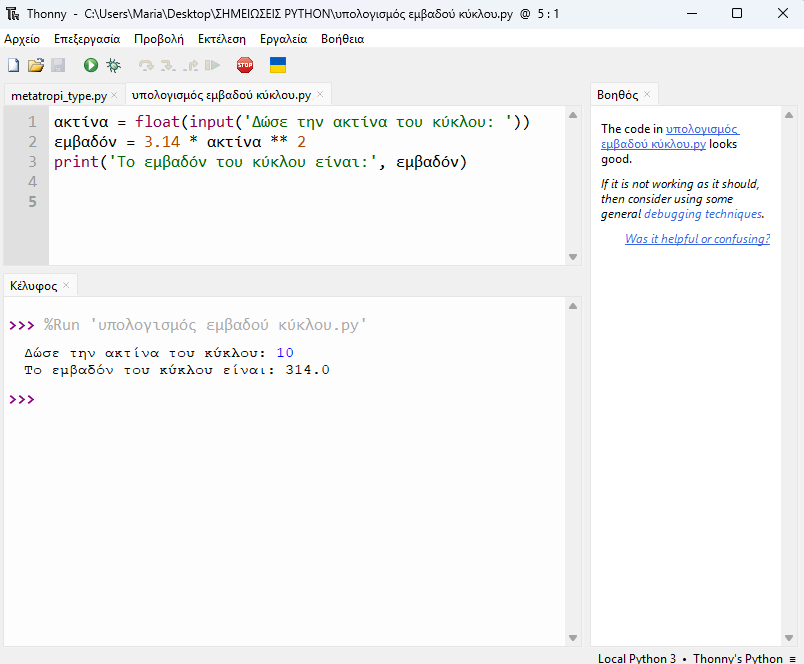 Thonny - C:\Users\Maria\Desktop\ΣΗΜΕΙΩΣΕΙΣ PYTHON\υπολογισμός εμβαδού κύκλου.py @ 5 : 1
Αρχείο Επεξεργασία Προβολή Εκτέλεση Εργαλεία Βοήθεια
STOP
metatropi_type.py × υπολογισμός εμβαδού κύκλου.py ×
1 ακτίνα = float(input('Δώσε την ακτίνα του κύκλου: '))
2 εμβαδόν = 3.14 * ακτίνα ** 2
3 print('Το εμβαδόν του κύκλου είναι:', εμβαδόν)
4
5
Κέλυφος ×
>>> %Run 'υπολογισμός εμβαδού κύκλου.py'
Δώσε την ακτίνα του κύκλου: 10
Το εμβαδόν του κύκλου είναι: 314.0
>>>
Βοηθός ×
The code in υπολογισμός
εμβαδού κύκλου.py looks
good.
If it is not working as it should,
then consider using some
general debugging techniques.
Was it helpful or confusing?
Local Python 3 • Thonny's Python ≡